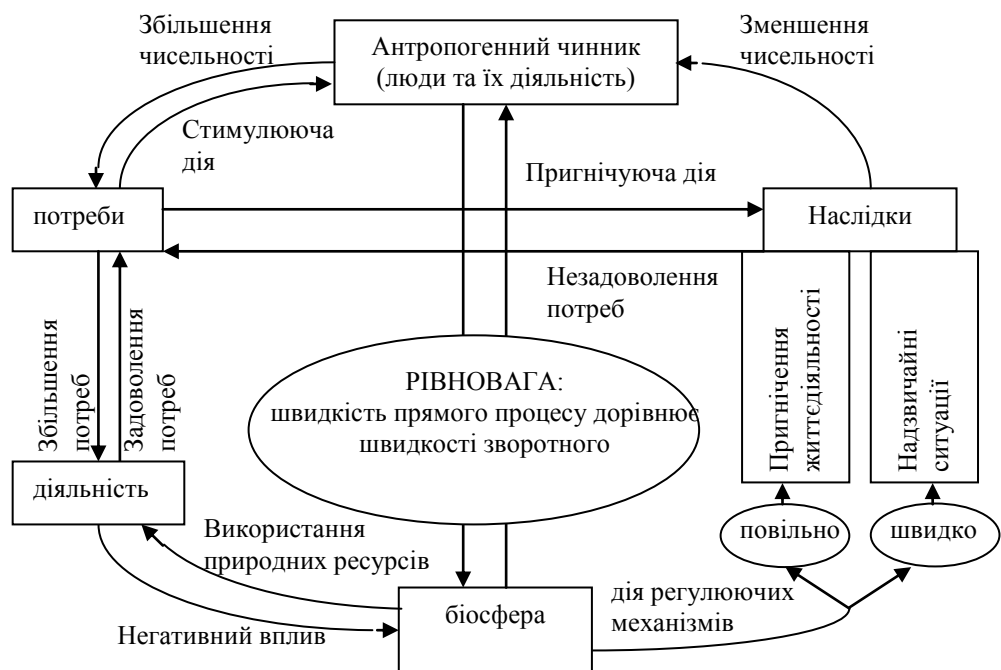 Збільшення
чисельності
Антропогенний чинник
(люди та їх діяльність)
Зменшення
чисельності
Стимулююча
дія
Пригнічуюча дія
потреби
Наслідки
Незадоволення
потреб
Збільшення
потреб
Задоволення
потреб
РІВНОВАГА:
швидкість прямого процесу дорівнює
швидкості зворотного
Пригнічення
життєдіяльності
Надзвичайні
ситуації
діяльність
Використання
природних ресурсів
повільно
швидко
Негативний вплив
біосфера
дія регулюючих
механізмів